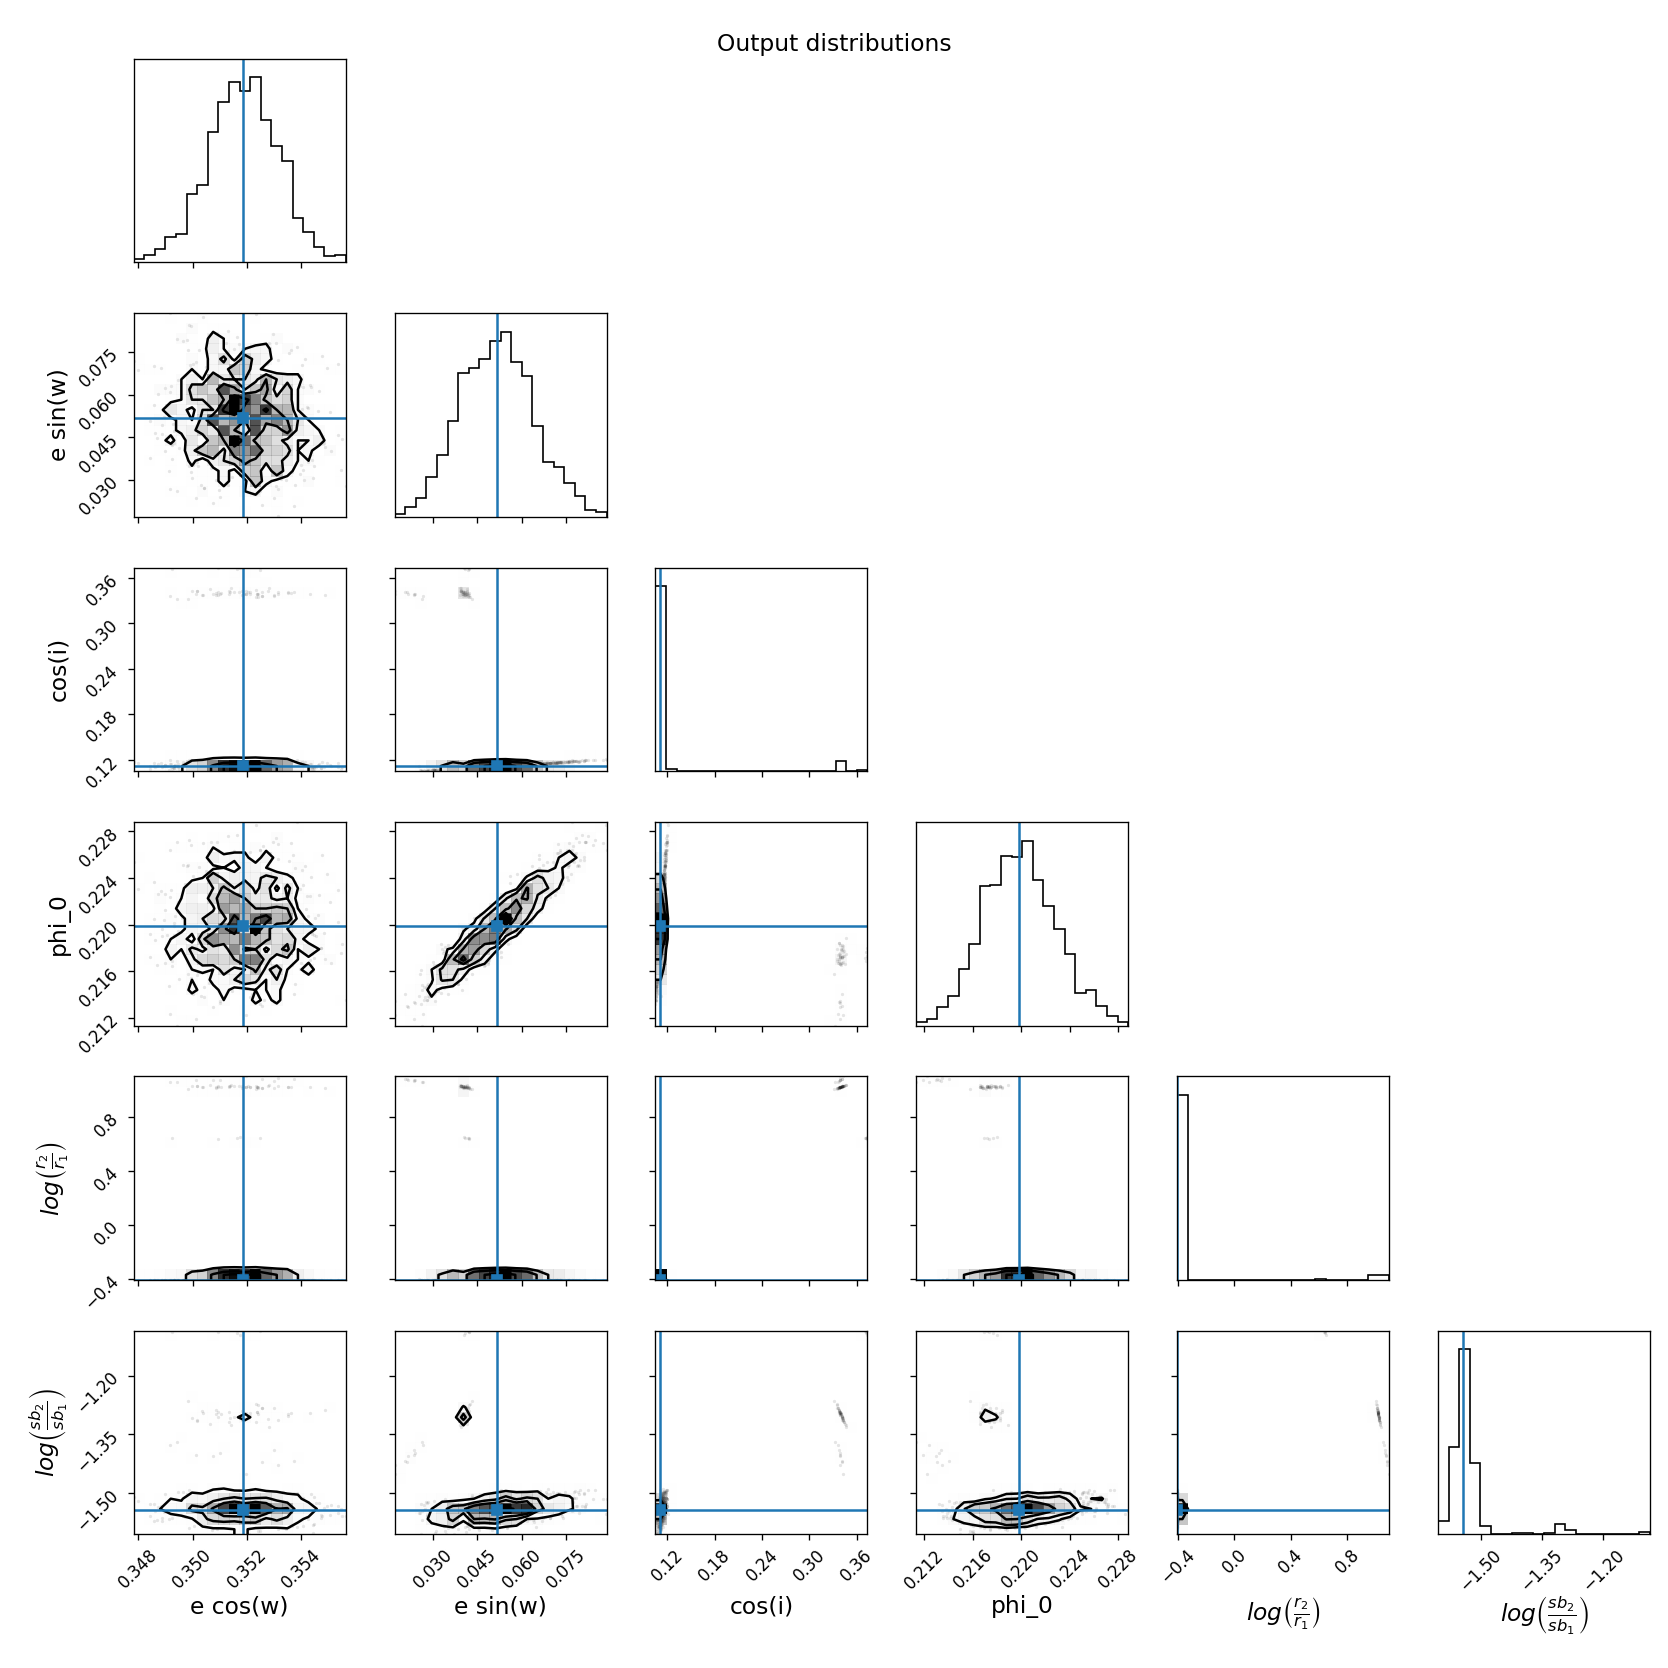 Output distributions
e sin(w)
0.075
0.060
0.045
0.030
cos(i)
0.36
0.30
0.24
0.18
0.12
phi_0
0.228
0.224
0.220
0.216
0.212
log(r2/r1)
0.8
0.4
0.0
−0.4
log(sb2/sb1)
−1.20
−1.35
−1.50
0.348 0.350 0.352 0.354
0.030 0.045 0.060 0.075
0.12 0.18 0.24 0.30 0.36
0.212 0.216 0.220 0.224 0.228
−0.4 0.0 0.4 0.8
−1.50 −1.35 −1.20
e cos(w)
e sin(w)
cos(i)
phi_0
log(r2/r1)
log(sb2/sb1)